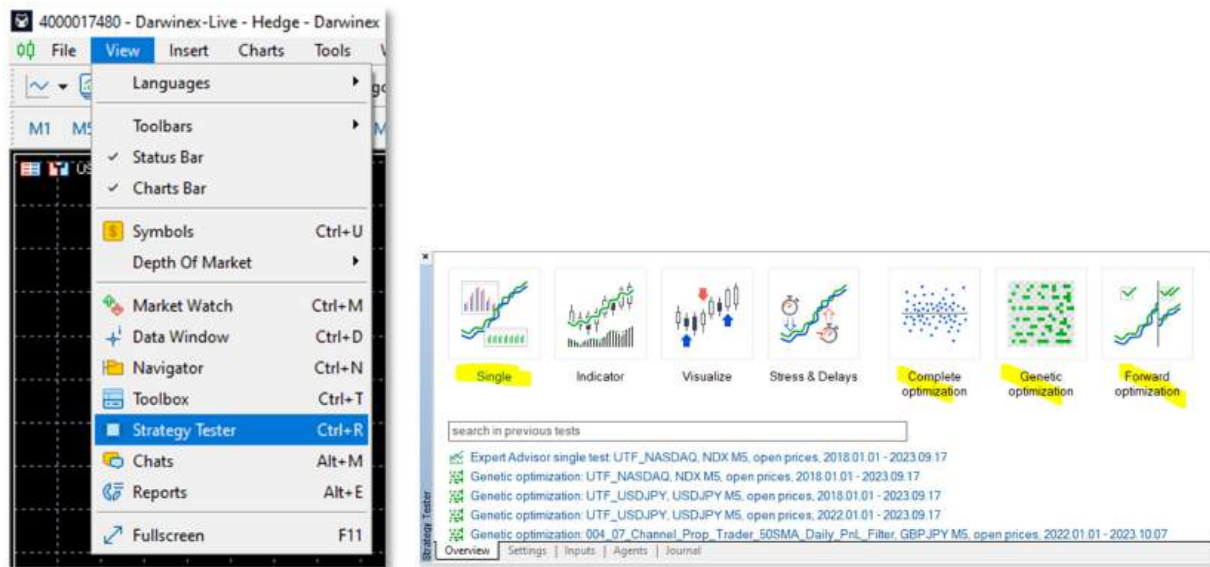 4000017480 - Darwinex-Live - Hedge - Darwinex
File View Insert Charts Tools
M1
Languages
Toolbars
Status Bar
Charts Bar
Symbols Ctrl+U
Depth Of Market
Market Watch Ctrl+M
Data Window Ctrl+D
Navigator Ctrl+N
Toolbox Ctrl+T
Strategy Tester Ctrl+R
Chats Alt+M
Reports Alt+E
Fullscreen F11
Single Indicator Visualize Stress & Delays Complete optimization Genetic optimization Forward optimization
search in previous tests
Expert Advisor single test: UTF_NASDAQ, NDX M5, open prices, 2018.01.01 - 2023.09.17
Genetic optimization: UTF_NASDAQ, NDX M5, open prices, 2018.01.01 - 2023.09.17
Genetic optimization: UTF_USDJPY, USDJPY M5, open prices, 2018.01.01 - 2023.09.17
Genetic optimization: UTF_USDJPY, USDJPY M5, open prices, 2022.01.01 - 2023.09.17
Genetic optimization: 004_07_Channel_Prop_Trader_50SMA_Daily_PnL_Filter, GBPJPY M5, open prices, 2022.01.01 - 2023.10.07
Strategy Tester
Overview Settings Inputs Agents Journal